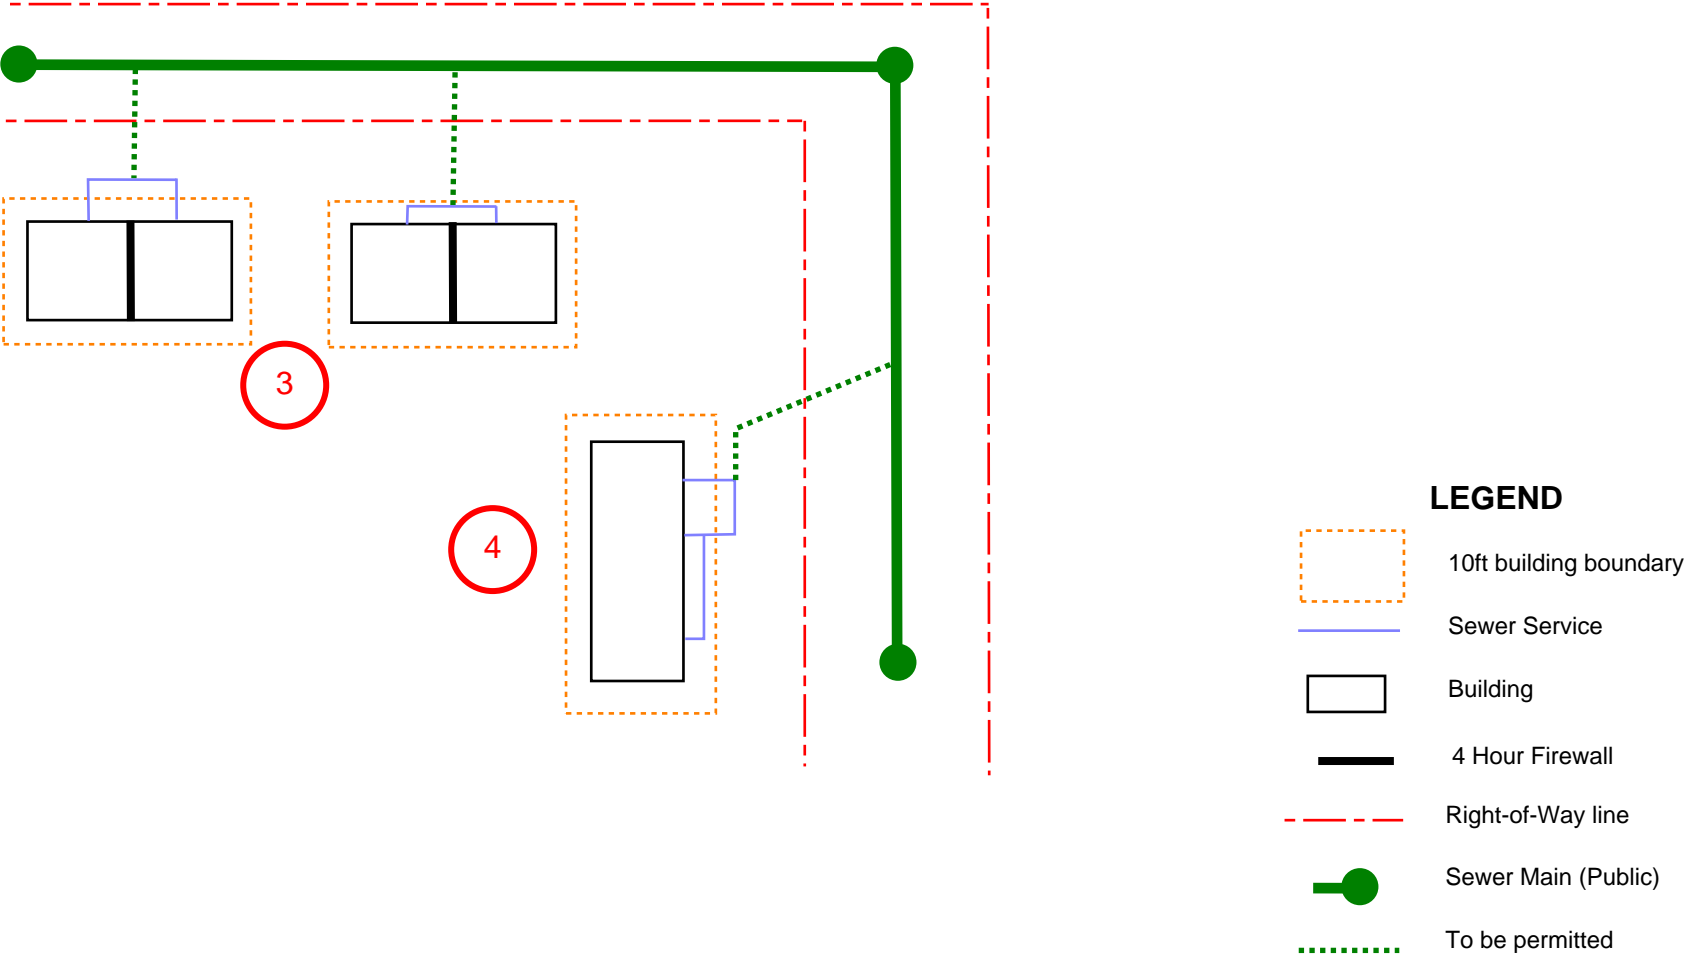 3
4
LEGEND
10ft building boundary
Sewer Service
Building
4 Hour Firewall
Right-of-Way line
Sewer Main (Public)
To be permitted